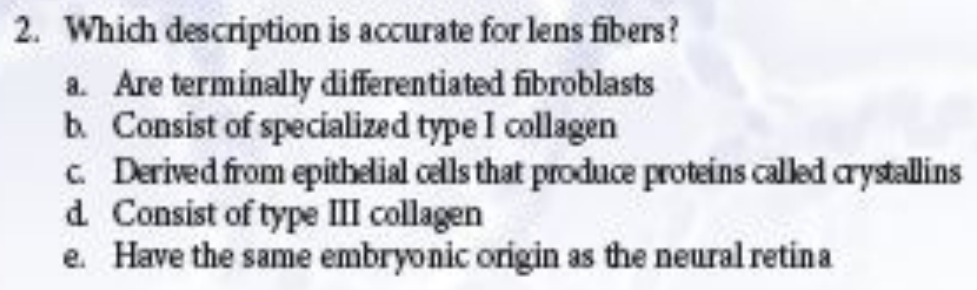 2. Which description is accurate for lens fibers?
a. Are terminally differentiated fibroblasts
b. Consist of specialized type I collagen
c. Derived from epithelial cells that produce proteins called crystallins
d. Consist of type III collagen
e. Have the same embryonic origin as the neural retina